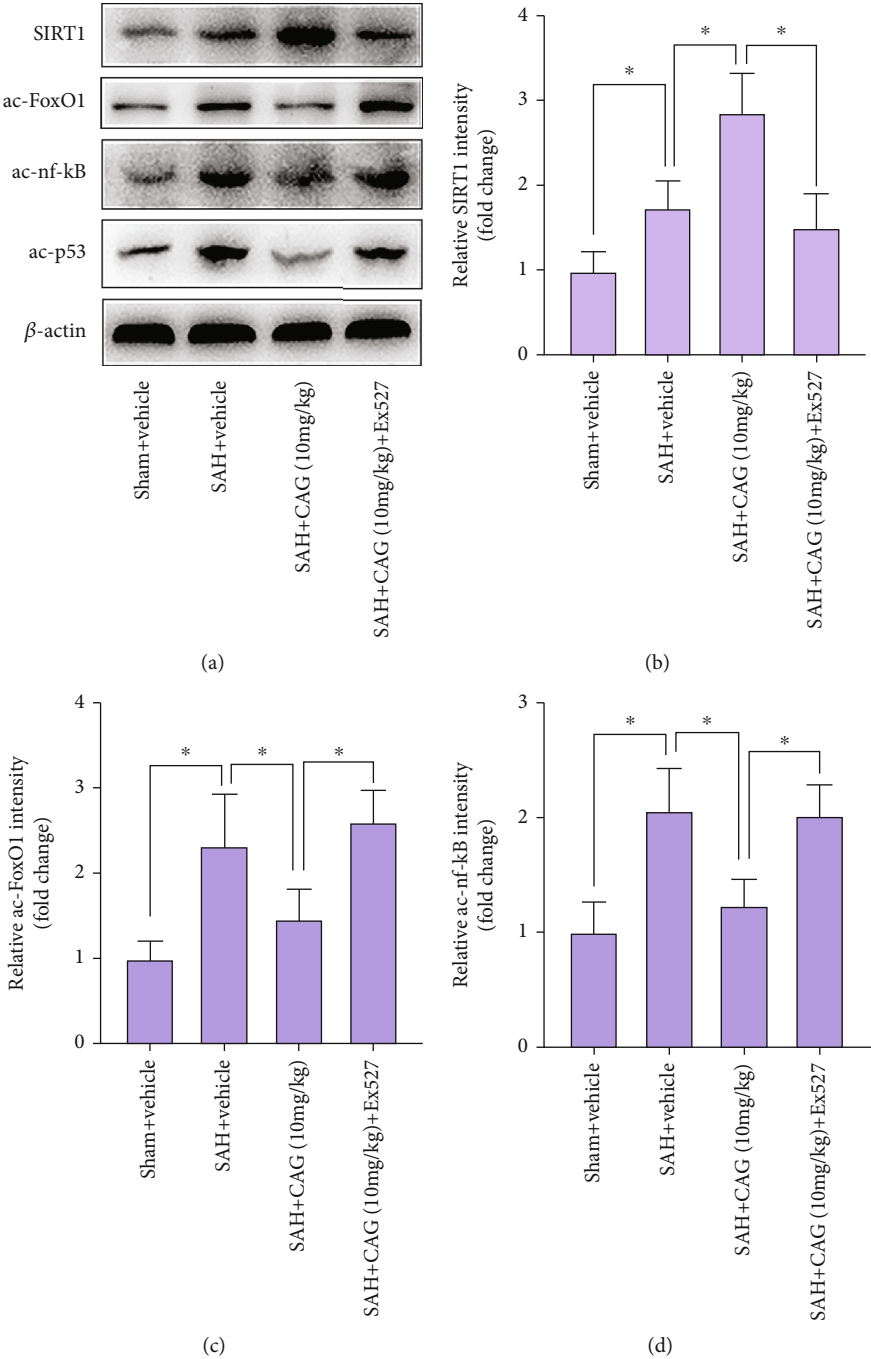 SIRT1
ac-FoxO1
ac-nf-kB
ac-p53
β-actin
Sham+vehicle
SAH+vehicle
SAH+CAG (10mg/kg)
SAH+CAG (10mg/kg)+Ex527
(a)
Relative SIRT1 intensity
(fold change)
4
3
2
1
0
*
*
*
Sham+vehicle
SAH+vehicle
SAH+CAG (10mg/kg)
SAH+CAG (10mg/kg)+Ex527
(b)
Relative ac-FoxO1 intensity
(fold change)
4
3
2
1
0
*
*
*
Sham+vehicle
SAH+vehicle
SAH+CAG (10mg/kg)
SAH+CAG (10mg/kg)+Ex527
(c)
Relative ac-nf-kB intensity
(fold change)
3
2
1
0
*
*
*
Sham+vehicle
SAH+vehicle
SAH+CAG (10mg/kg)
SAH+CAG (10mg/kg)+Ex527
(d)